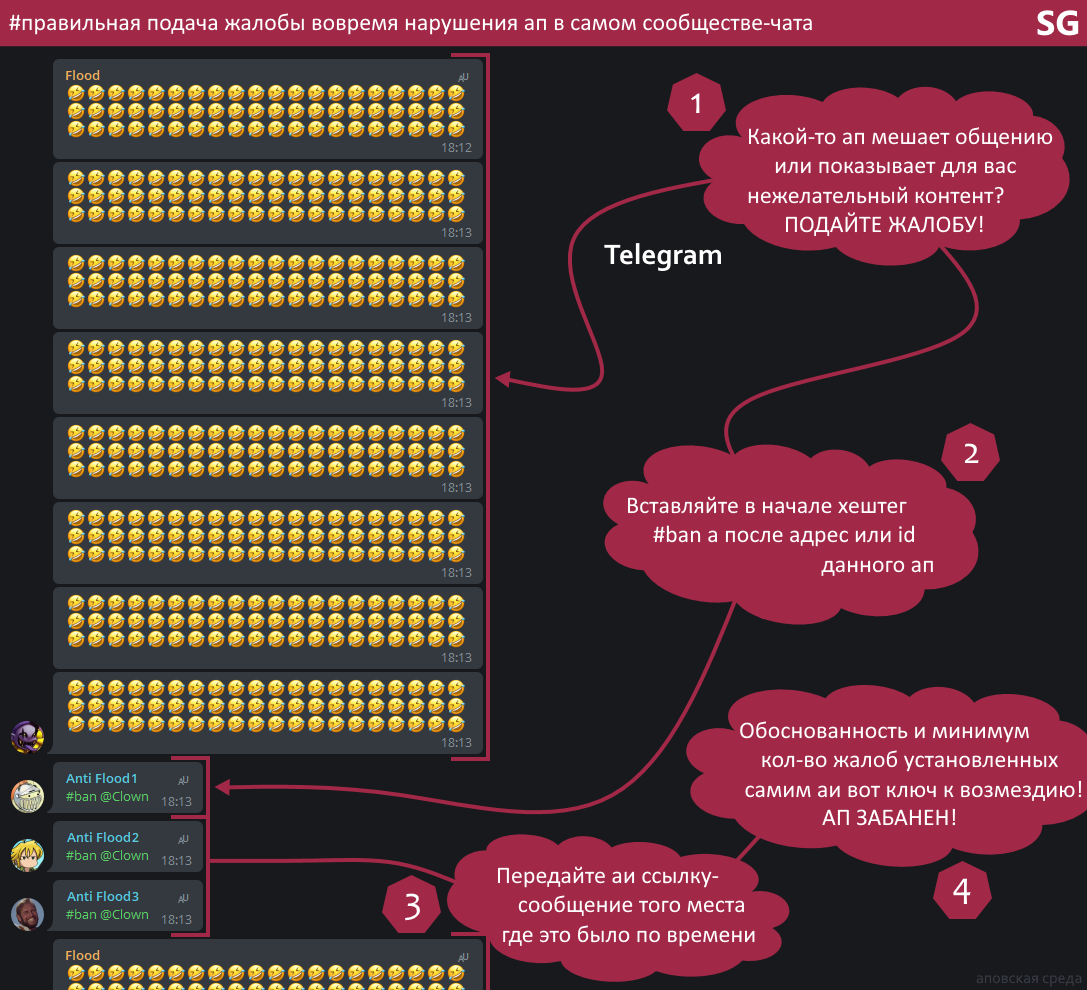 #правильная подача жалобы вовремя нарушения ап в самом сообществе-чата
SG
Flood
AU
18:12
18:13
18:13
18:13
18:13
18:13
18:13
18:13
1
Какой-то ап мешает общению
или показывает для вас
нежелательный контент?
ПОДАЙТЕ ЖАЛОБУ!
Telegram
2
Вставляйте в начале хештег
#ban а после адрес или id
данного ап
Anti Flood1
AU
#ban @Clown
18:13
Anti Flood2
AU
#ban @Clown
18:13
Anti Flood3
AU
#ban @Clown
18:13
3
Передайте аи ссылку-
сообщение того места
где это было по времени
Обоснованность и минимум
кол-во жалоб установленных
самим аи вот ключ к возмездию!
АП ЗАБАНЕН!
4
Flood
AU
аповская среда